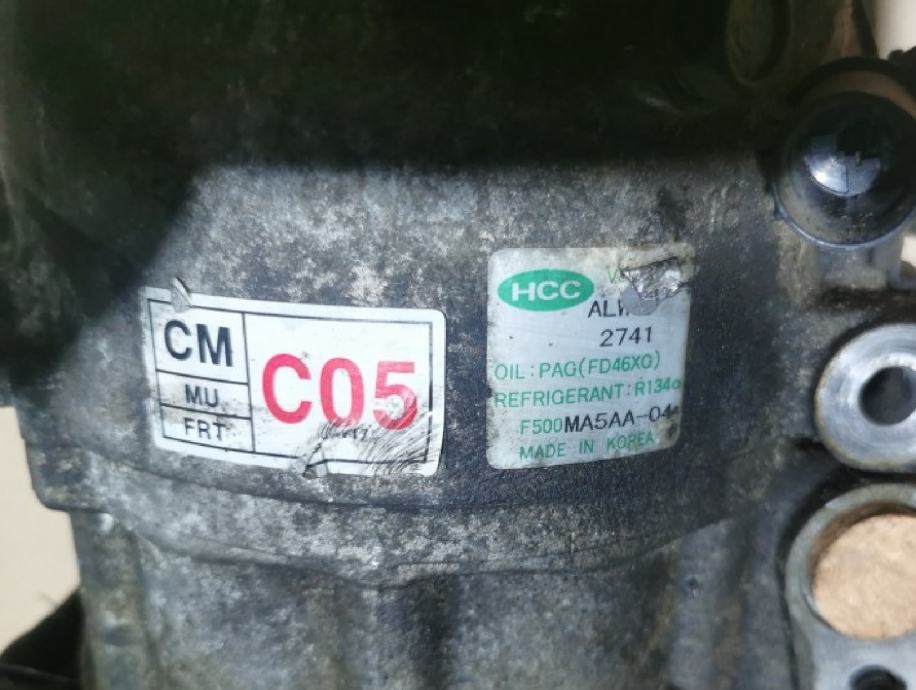 CM
MU
FRT
C05
HCC
2741
OIL:PAG(FD46XG)
REFRIGERANT:R134a
F500MA5AA-04
MADE IN KOREA